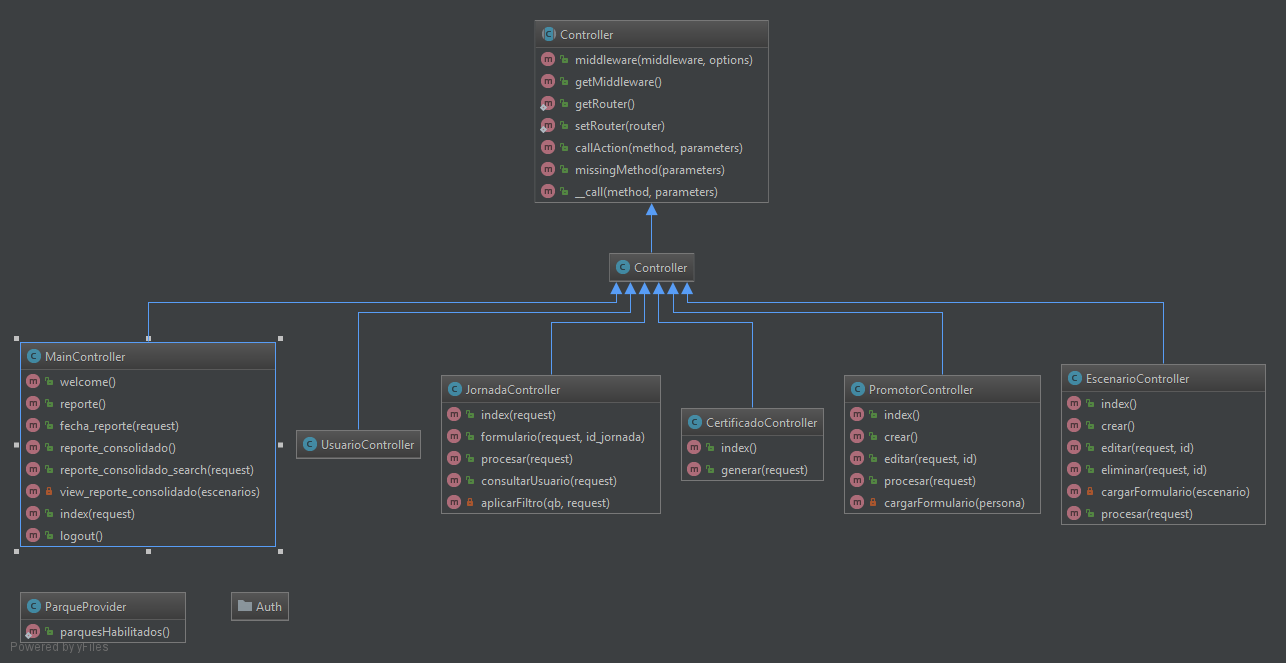 Controller
middleware(middleware, options)
getMiddleware()
getRouter()
setRouter(router)
callAction(method, parameters)
missingMethod(parameters)
__call(method, parameters)
Controller
MainController
welcome()
reporte()
fecha_reporte(request)
reporte_consolidado()
reporte_consolidado_search(request)
view_reporte_consolidado(escenarios)
index(request)
logout()
UsuarioController
JornadaController
index(request)
formulario(request, id_jornada)
procesar(request)
consultarUsuario(request)
aplicarFiltro(qb, request)
CertificadoController
index()
generar(request)
PromotorController
index()
crear()
editar(request, id)
procesar(request)
cargarFormulario(persona)
EscenarioController
index()
crear()
editar(request, id)
eliminar(request, id)
cargarFormulario(escenario)
procesar(request)
ParqueProvider
parquesHabilitados()
Auth
Powered by yFiles